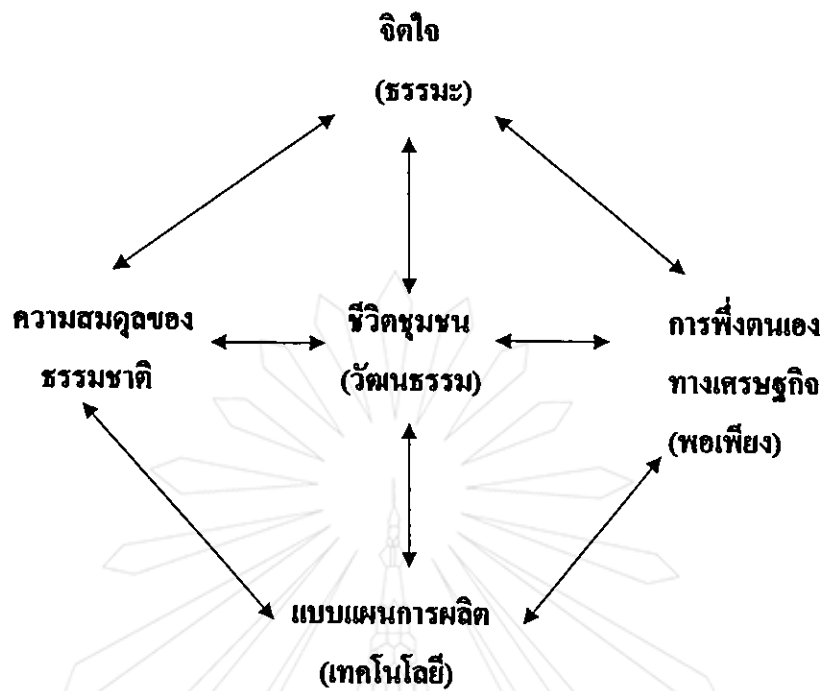 จิตใจ
(ธรรมะ)
ความสมดุลของ
ธรรมชาติ
ชีวิตชุมชน
(วัฒนธรรม)
การพึ่งตนเอง
ทางเศรษฐกิจ
(พอเพียง)
แบบแผนการผลิต
(เทคโนโลยี)